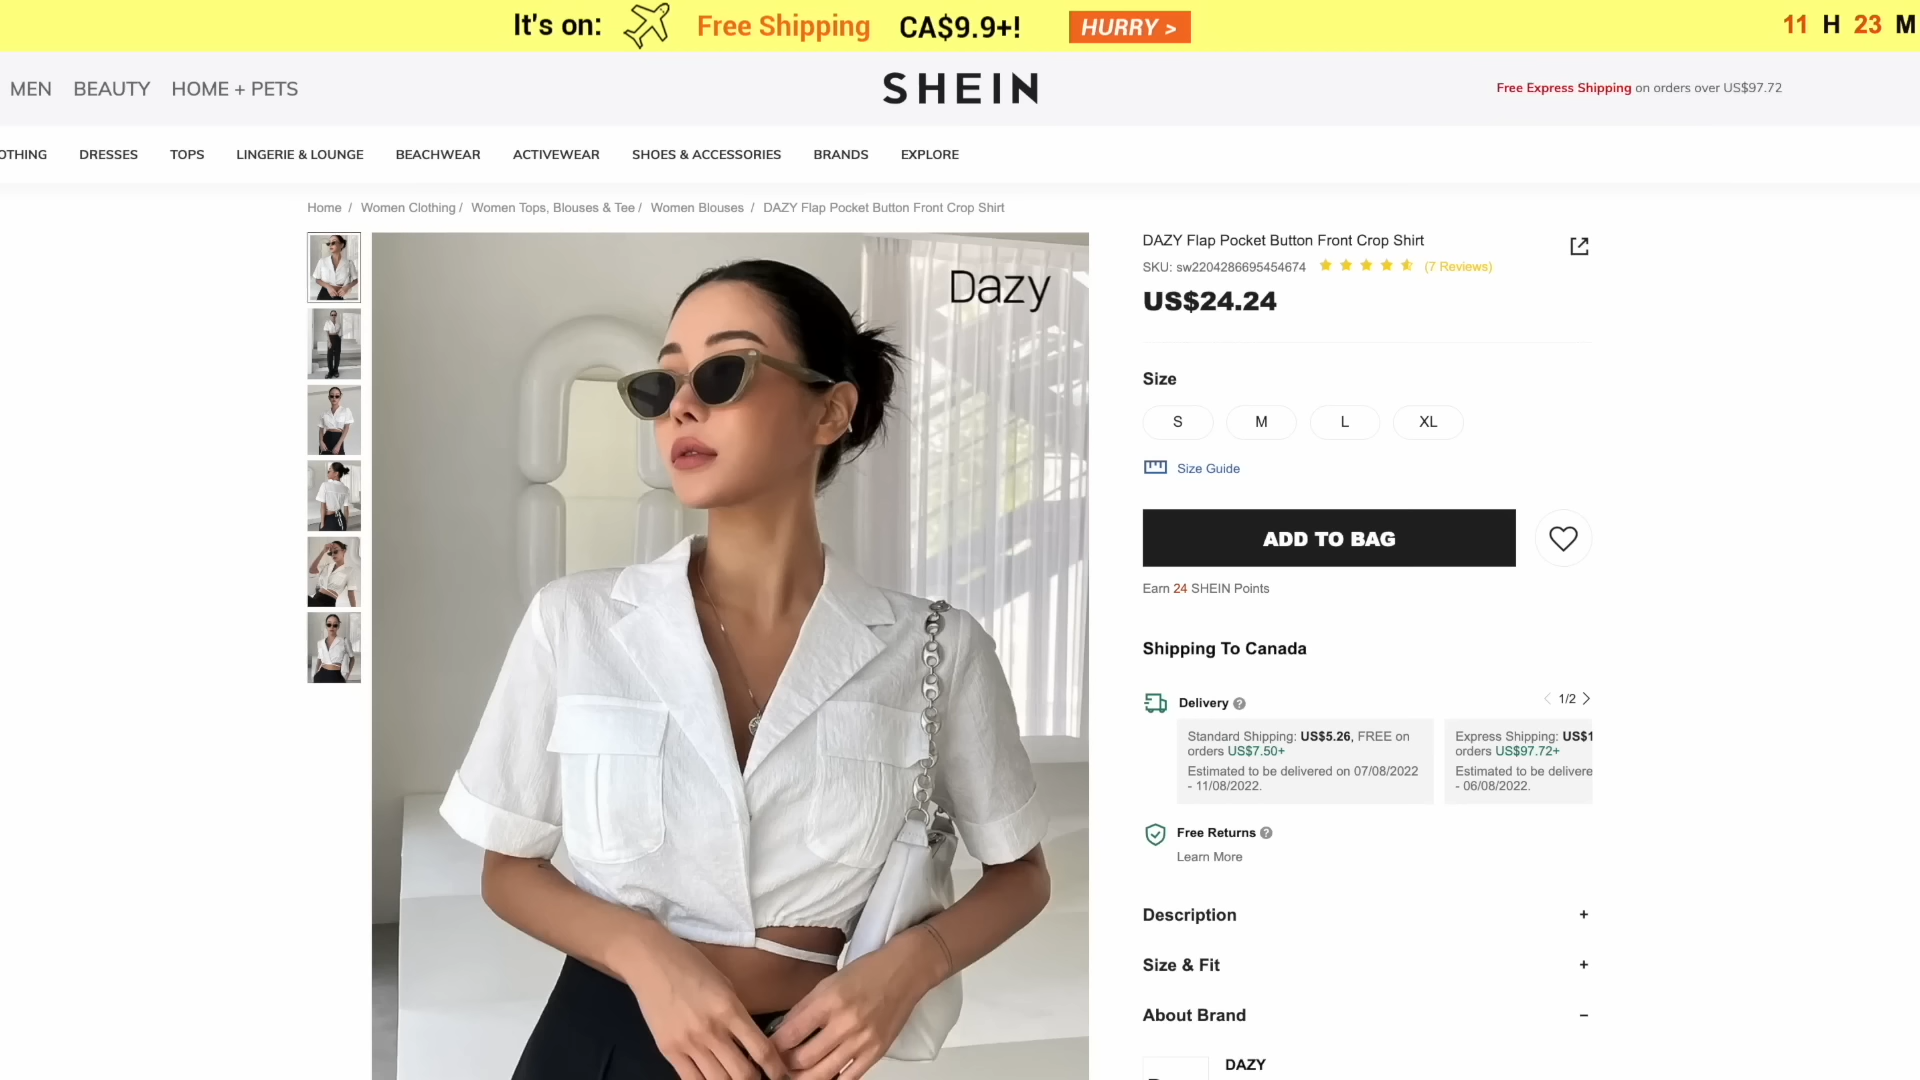 It's on: Free Shipping CA$9.9+! HURRY > 11 H 23 M
MEN BEAUTY HOME + PETS
SHEIN
Free Express Shipping on orders over US$97.72
OTHING DRESSES TOPS LINGERIE & LOUNGE BEACHWEAR ACTIVEWEAR SHOES & ACCESSORIES BRANDS EXPLORE
Home / Women Clothing / Women Tops, Blouses & Tee / Women Blouses / DAZY Flap Pocket Button Front Crop Shirt
Dazy
DAZY Flap Pocket Button Front Crop Shirt
SKU: sw2204286695454674 (7 Reviews)
US$24.24
Size
S M L XL
Size Guide
ADD TO BAG
Earn 24 SHEIN Points
Shipping To Canada
Delivery ? < 1/2 >
Standard Shipping: US$5.26, FREE on
orders US$7.50+
Estimated to be delivered on 07/08/2022
- 11/08/2022.
Express Shipping: US$1
orders US$97.72+
Estimated to be delivere
- 06/08/2022.
Free Returns ?
Learn More
Description +
Size & Fit +
About Brand −
DAZY